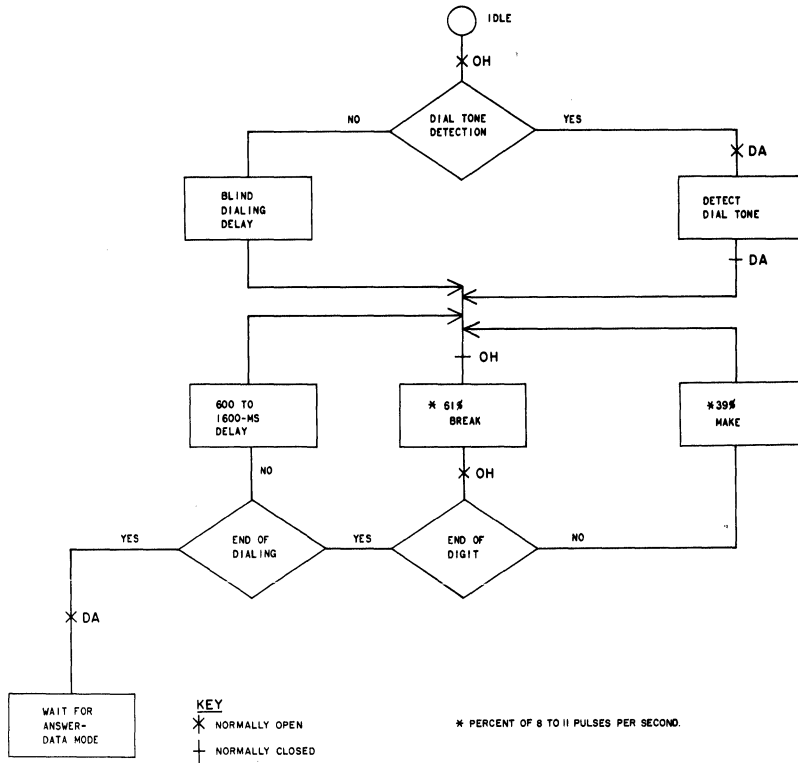 IDLE
OH
DIAL TONE
DETECTION
NO
YES
DA
BLIND
DIALING
DELAY
DETECT
DIAL TONE
DA
OH
600 TO
1600-MS
DELAY
* 61%
BREAK
*39%
MAKE
NO
OH
YES
END OF
DIALING
YES
END OF
DIGIT
NO
DA
WAIT FOR
ANSWER-
DATA MODE
KEY
NORMALLY OPEN
NORMALLY CLOSED
* PERCENT OF 8 TO 11 PULSES PER SECOND.